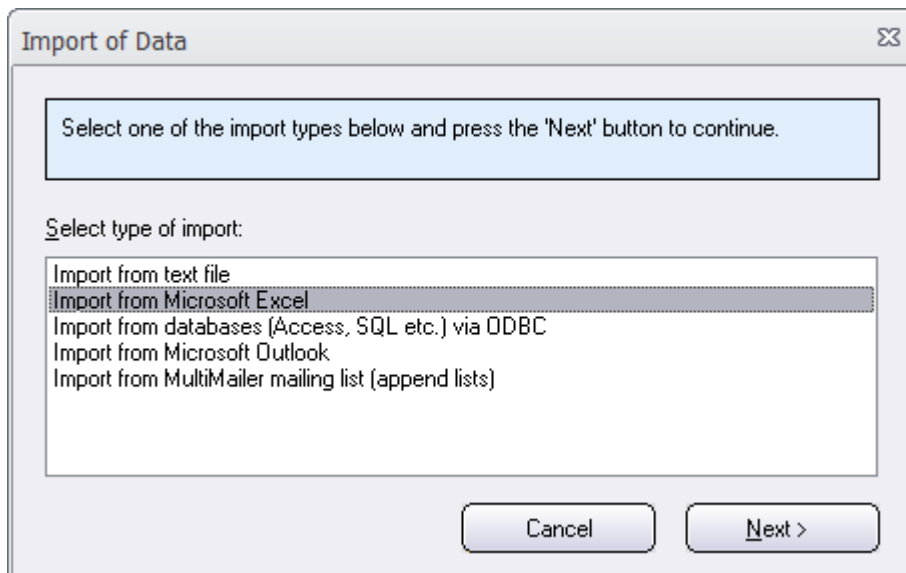 Import of Data
Select one of the import types below and press the 'Next' button to continue.
Select type of import:
Import from text file
Import from Microsoft Excel
Import from databases (Access, SQL etc.) via ODBC
Import from Microsoft Outlook
Import from MultiMailer mailing list (append lists)
Cancel
Next >